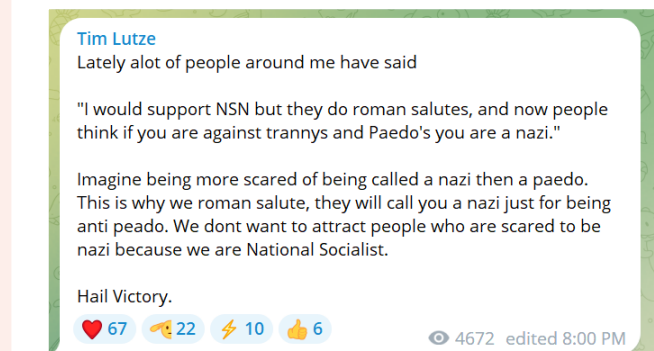 Tim Lutze
Lately alot of people around me have said
"I would support NSN but they do roman salutes, and now people
think if you are against trannys and Paedo's you are a nazi."
Imagine being more scared of being called a nazi then a paedo.
This is why we roman salute, they will call you a nazi just for being
anti peado. We dont want to attract people who are scared to be
nazi because we are National Socialist.
Hail Victory.
67 22 10 6
4672 edited 8:00 PM